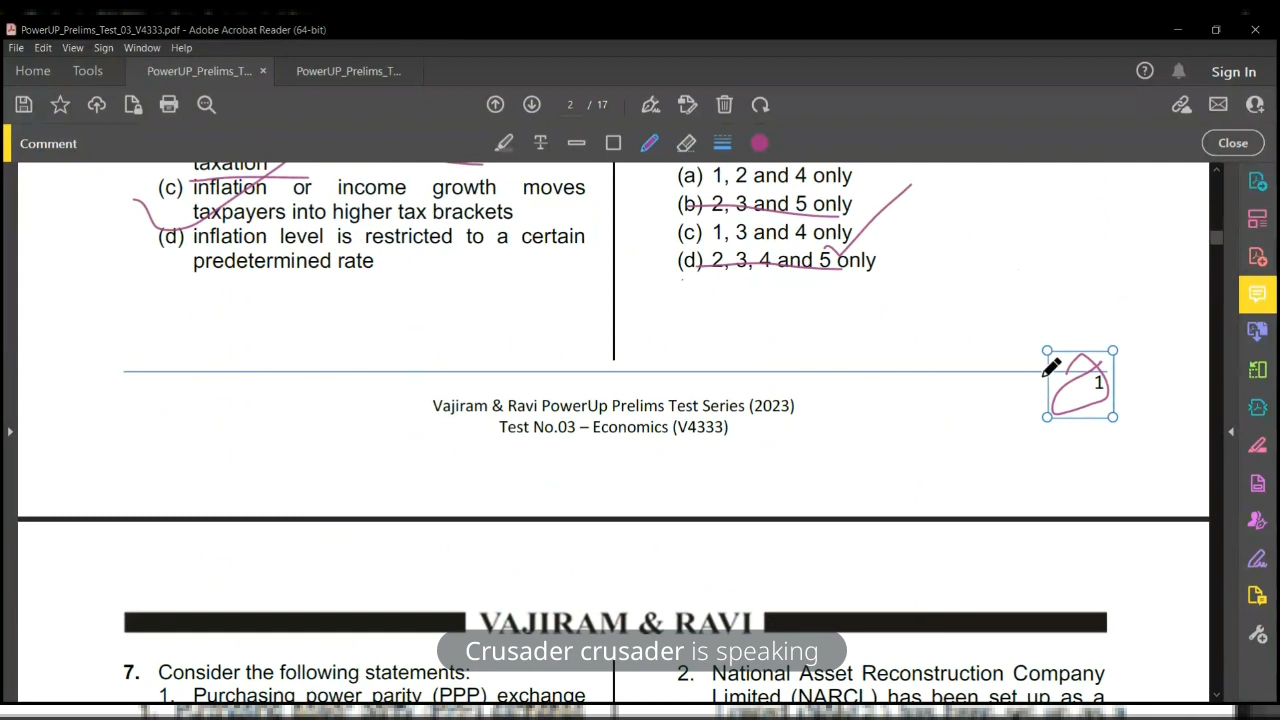 PowerUP_Prelims_Test_03_V4333.pdf - Adobe Acrobat Reader (64-bit)
File Edit View Sign Window Help
Home Tools PowerUP_Prelims_T... × PowerUP_Prelims_T... Sign In
2 / 17
Comment Close
taxation
(c) inflation or income growth moves
taxpayers into higher tax brackets
(d) inflation level is restricted to a certain
predetermined rate
(a) 1, 2 and 4 only
(b) 2, 3 and 5 only
(c) 1, 3 and 4 only
(d) 2, 3, 4 and 5 only
1
Vajiram & Ravi PowerUp Prelims Test Series (2023)
Test No.03 – Economics (V4333)
VAJIRAM & RAVI
Crusader crusader is speaking
7. Consider the following statements:
1. Purchasing power parity (PPP) exchange
2. National Asset Reconstruction Company
Limited (NARCL) has been set up as a